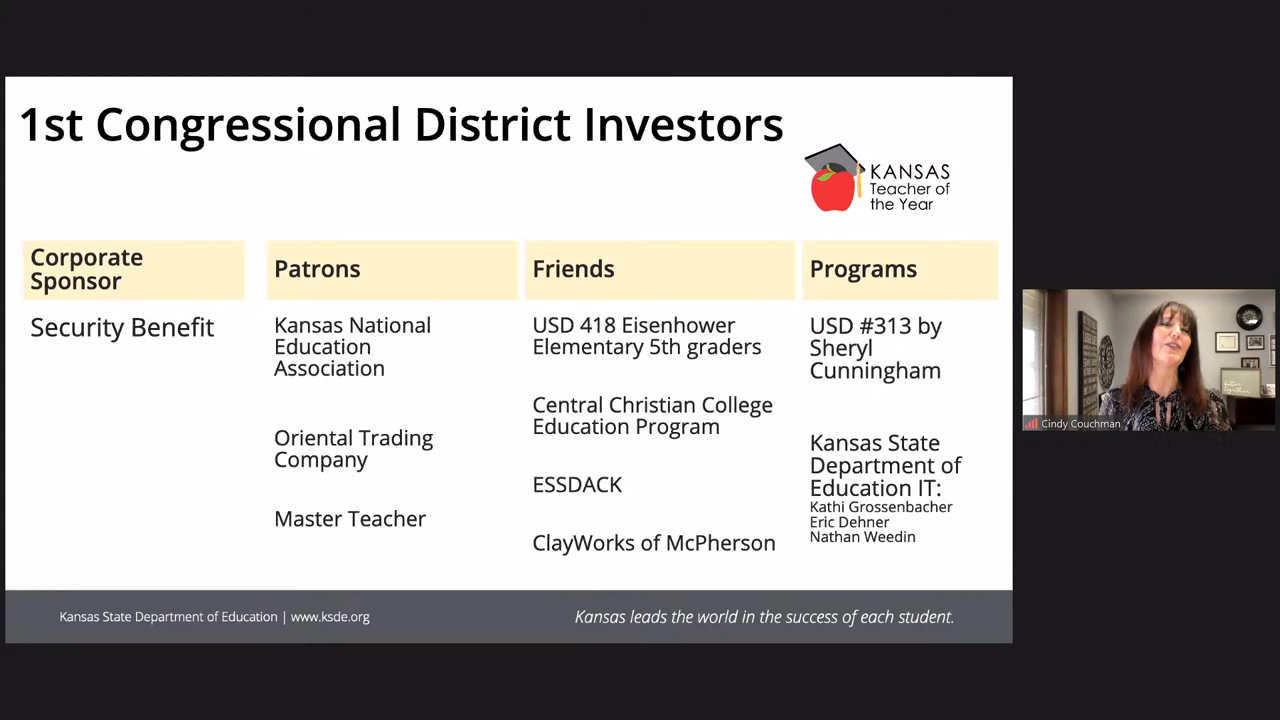 1st Congressional District Investors
KANSAS
Teacher of
the Year
Corporate
Sponsor
Security Benefit
Patrons
Kansas National
Education
Association
Oriental Trading
Company
Master Teacher
Friends
USD 418 Eisenhower
Elementary 5th graders
Central Christian College
Education Program
ESSDACK
ClayWorks of McPherson
Programs
USD #313 by
Sheryl
Cunningham
Kansas State
Department of
Education IT:
Kathi Grossenbacher
Eric Dehner
Nathan Weedin
Kansas State Department of Education | www.ksde.org
Kansas leads the world in the success of each student.
Cindy Couchman